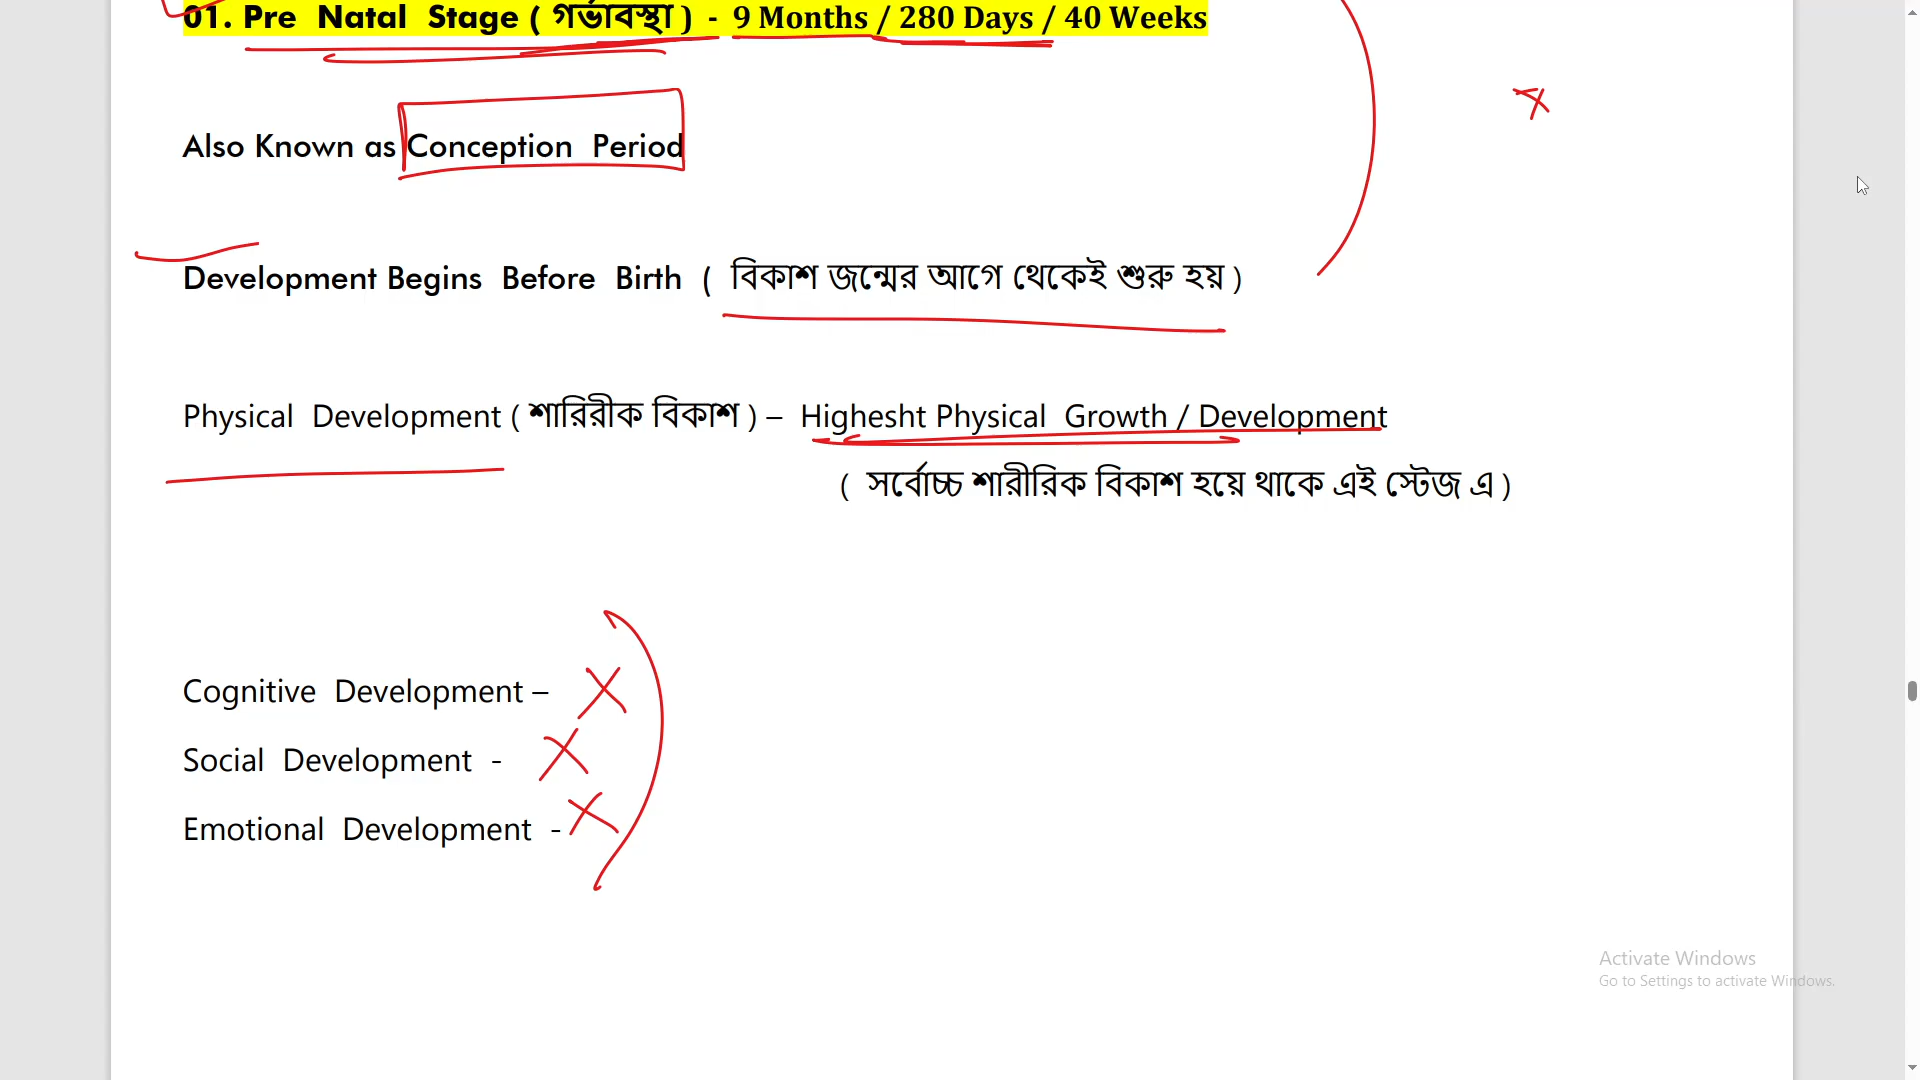 01. Pre Natal Stage ( গর্ভাবস্থা ) - 9 Months / 280 Days / 40 Weeks
Also Known as Conception Period
Development Begins Before Birth ( বিকাশ জন্মের আগে থেকেই শুরু হয় )
Physical Development ( শারিরীক বিকাশ ) – Highesht Physical Growth / Development
( সর্বোচ্চ শারীরিক বিকাশ হয়ে থাকে এই স্টেজ এ )
Cognitive Development –
Social Development -
Emotional Development -
Activate Windows
Go to Settings to activate Windows.